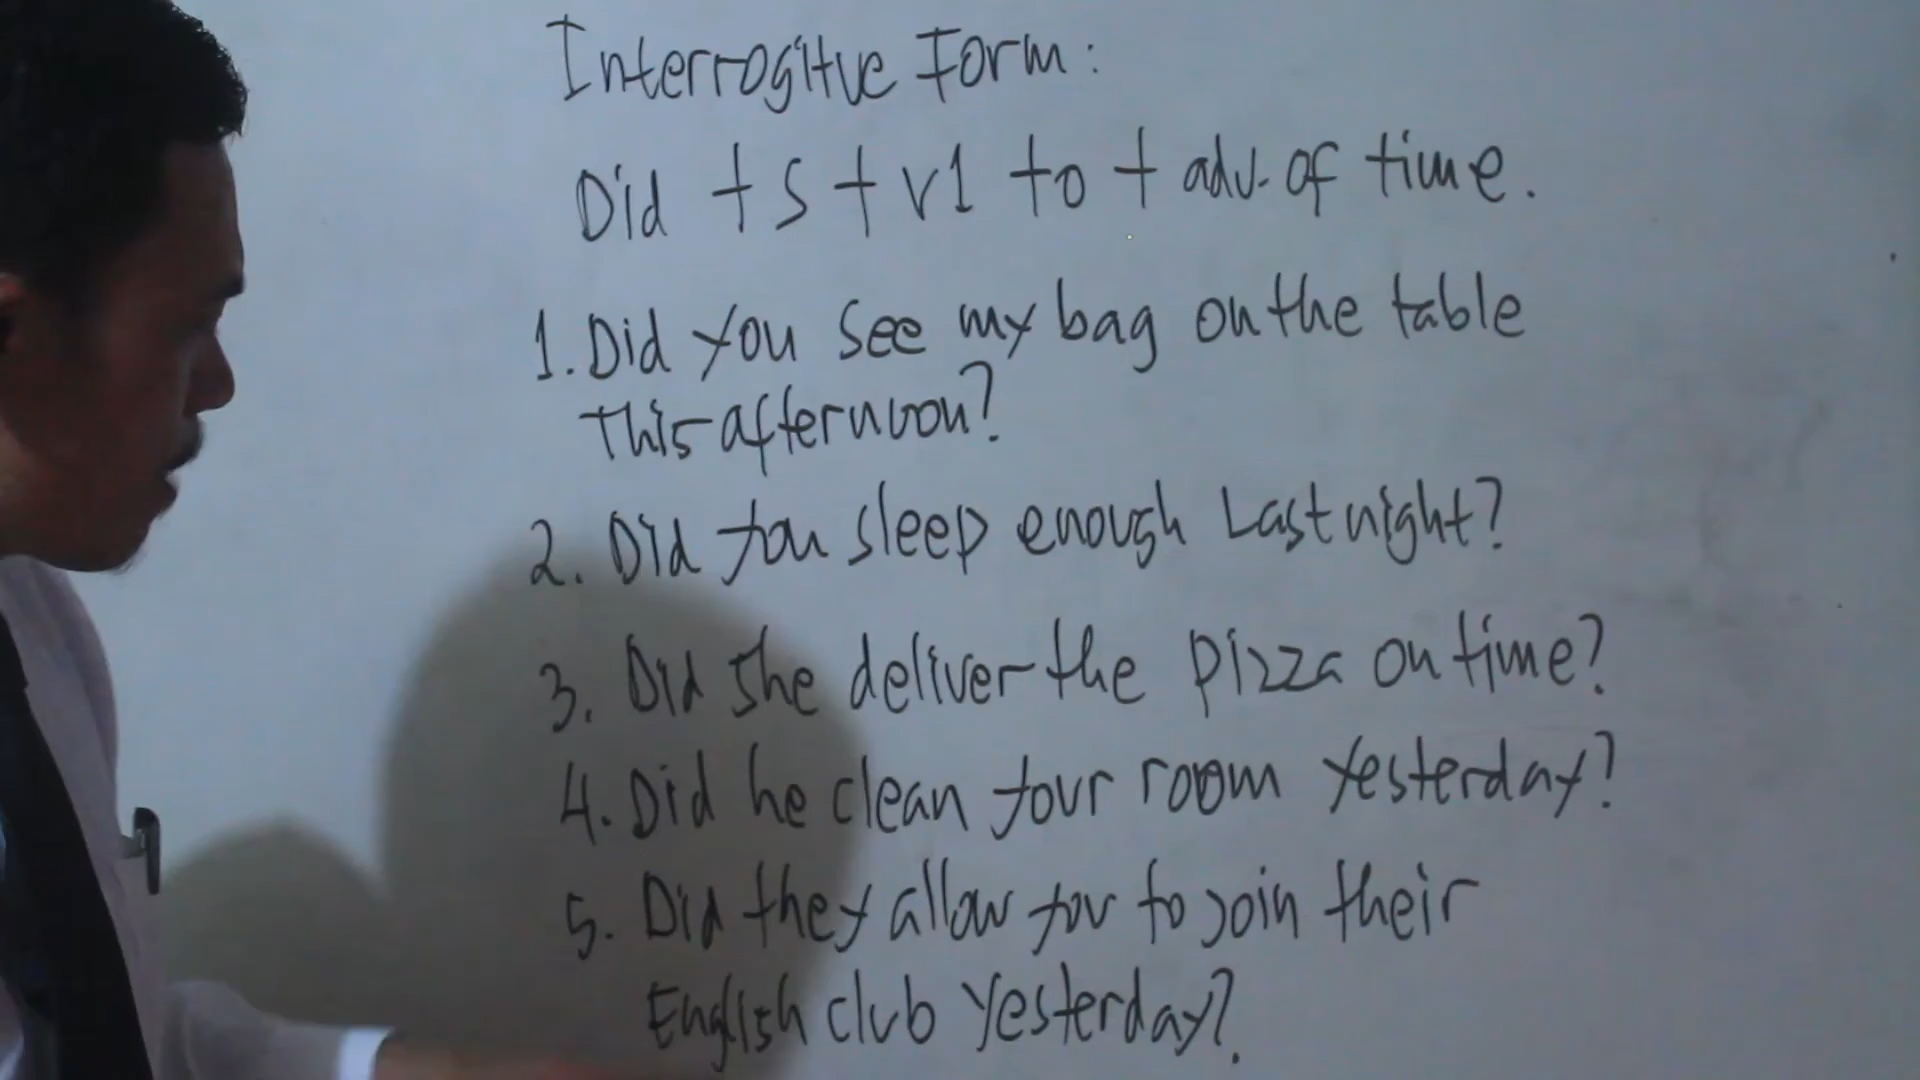 Interrogitive Form:
Did + S + V1 + o + adv. of time.
1. Did you see my bag on the table
this afternoon?
2. Did you sleep enough Last night?
3. Did she deliver the pizza on time?
4. Did he clean your room yesterday?
5. Did they allow you to join their
English club yesterday?